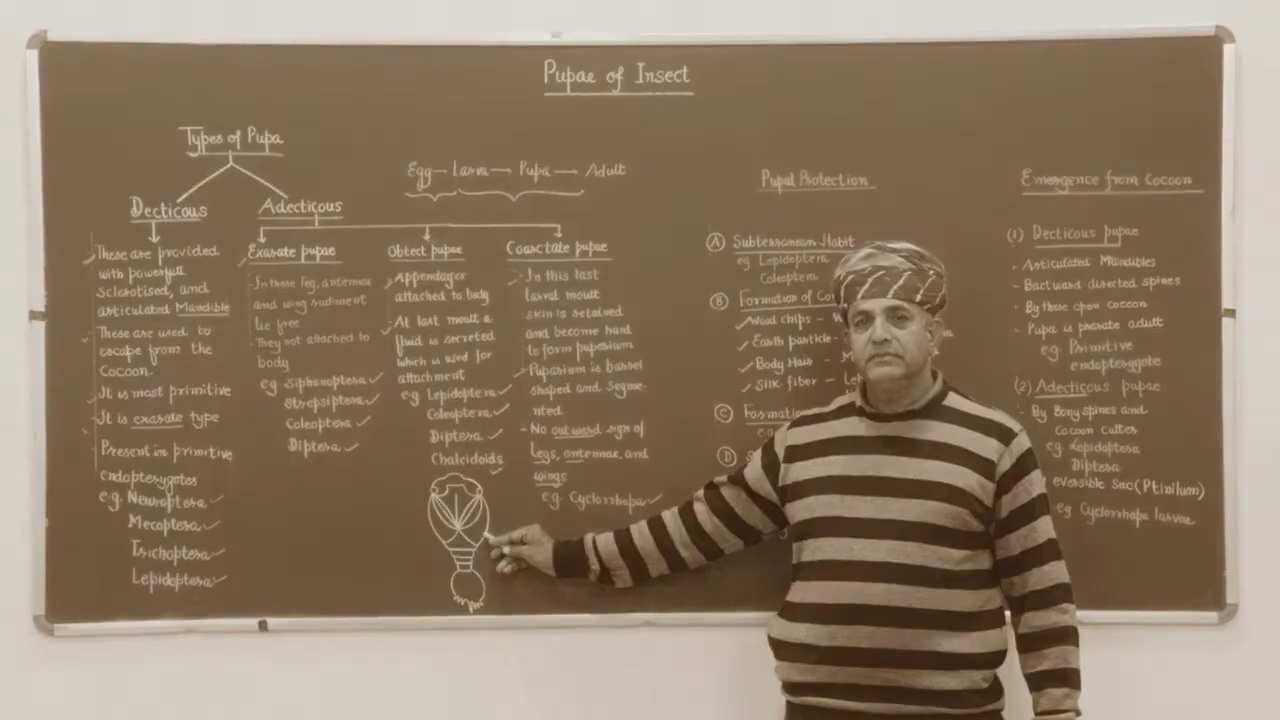 Pupae of Insect
Types of Pupa
Egg → Larva → Pupa → Adult
Decticous
These are provided
with powerfull
sclerotised, and
articulated Mandible
These are used to
escape from the
Cocoon.
It is most primitive
It is exarate type
Present in primitive
endopterygotes
e.g. Neuroptera
Mecoptera
Trichoptera
Lepidoptera
Adecticous
Exarate pupae
In these leg, antennae
and wing rudiment
lie free
They not attached to
body
eg Siphonoptera
Strepsiptera
Coleoptera
Diptera
Obtect pupae
Appendages
attached to body
At last moult a
fluid is secreted
which is used for
attachment
eg Lepidoptera
Coleoptera
Diptera
Chalcidoids
Coarctate pupae
In this last
larval moult
skin is retained
and become hard
to form puparium
Puparium is barrel
shaped and segme-
nted
- No outward sign of
legs, antennae, and
wings
eg Cyclorrhapa
Pupal Protection
(A) Subterranean Habit
eg Lepidoptera
Coleoptera
(B) Formation of
Wood chips -
Earth particle -
Body Hair -
Silk fiber -
(C)
(D)
Emergence from Cocoon
(1) Decticous pupae
- Articulated Mandibles
- Backward directed spines
- By these open cocoon
- Pupa is pharate adult
eg. Primitive
endopterygote
(2) Adecticous pupae
- By Bony spines and
cocoon cutter
eg Lepidoptera
Diptera
eversible sac (Ptinilum)
eg Cyclorrhapa larvae